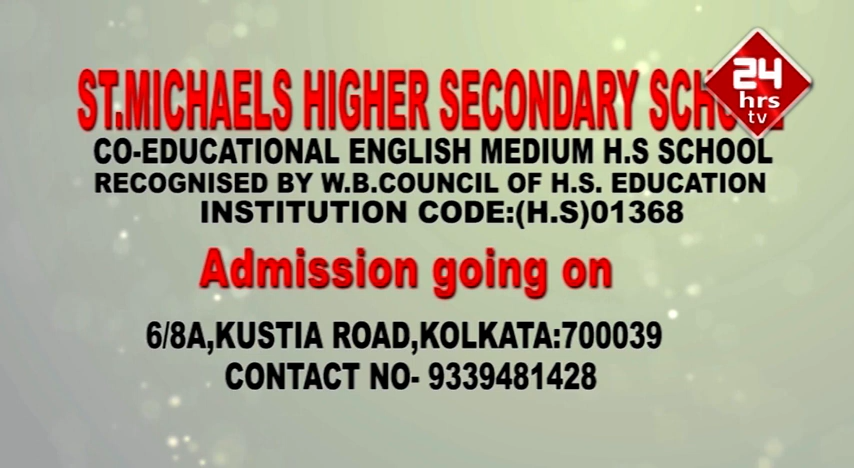 ST.MICHAELS HIGHER SECONDARY
CO-EDUCATIONAL ENGLISH MEDIUM H.S SCHOOL
RECOGNISED BY W.B.COUNCIL OF H.S. EDUCATION
INSTITUTION CODE:(H.S)01368
Admission going on
6/8A,KUSTIA ROAD,KOLKATA:700039
CONTACT NO- 9339481428
24
hrs
tv